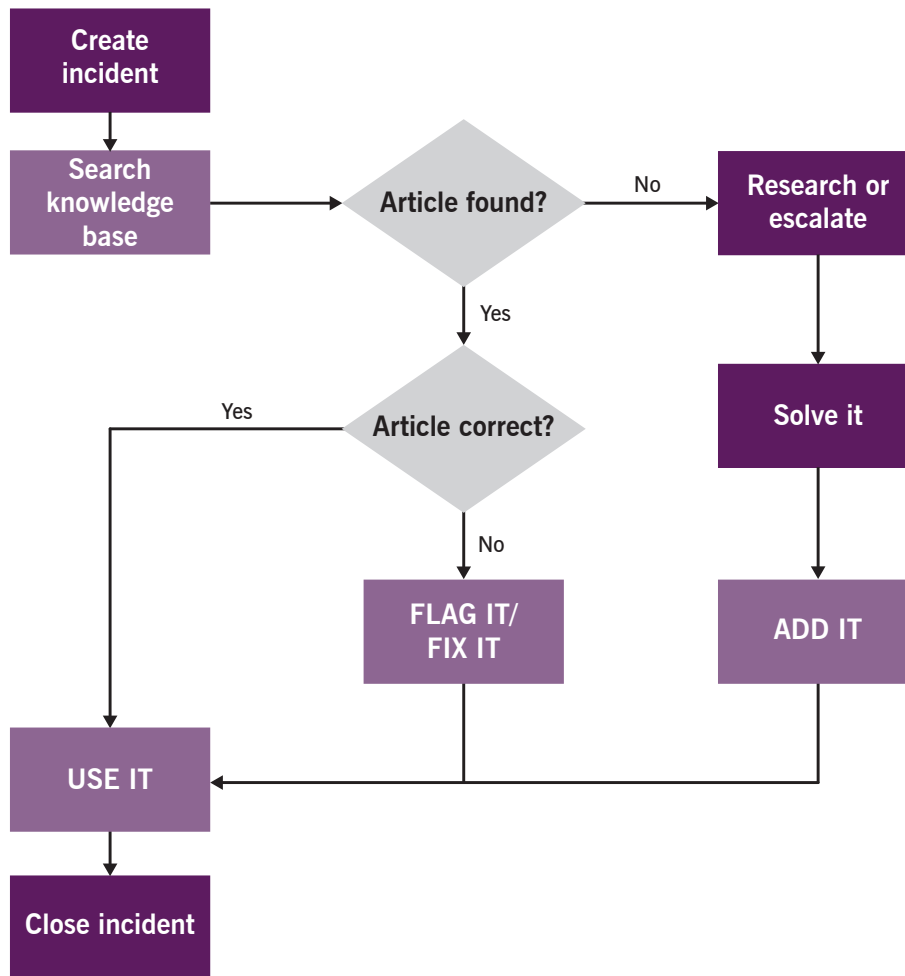 Create
incident
Search
knowledge
base
Article found?
No
Research or
escalate
Yes
Yes
Article correct?
Solve it
No
FLAG IT/
FIX IT
ADD IT
USE IT
Close incident